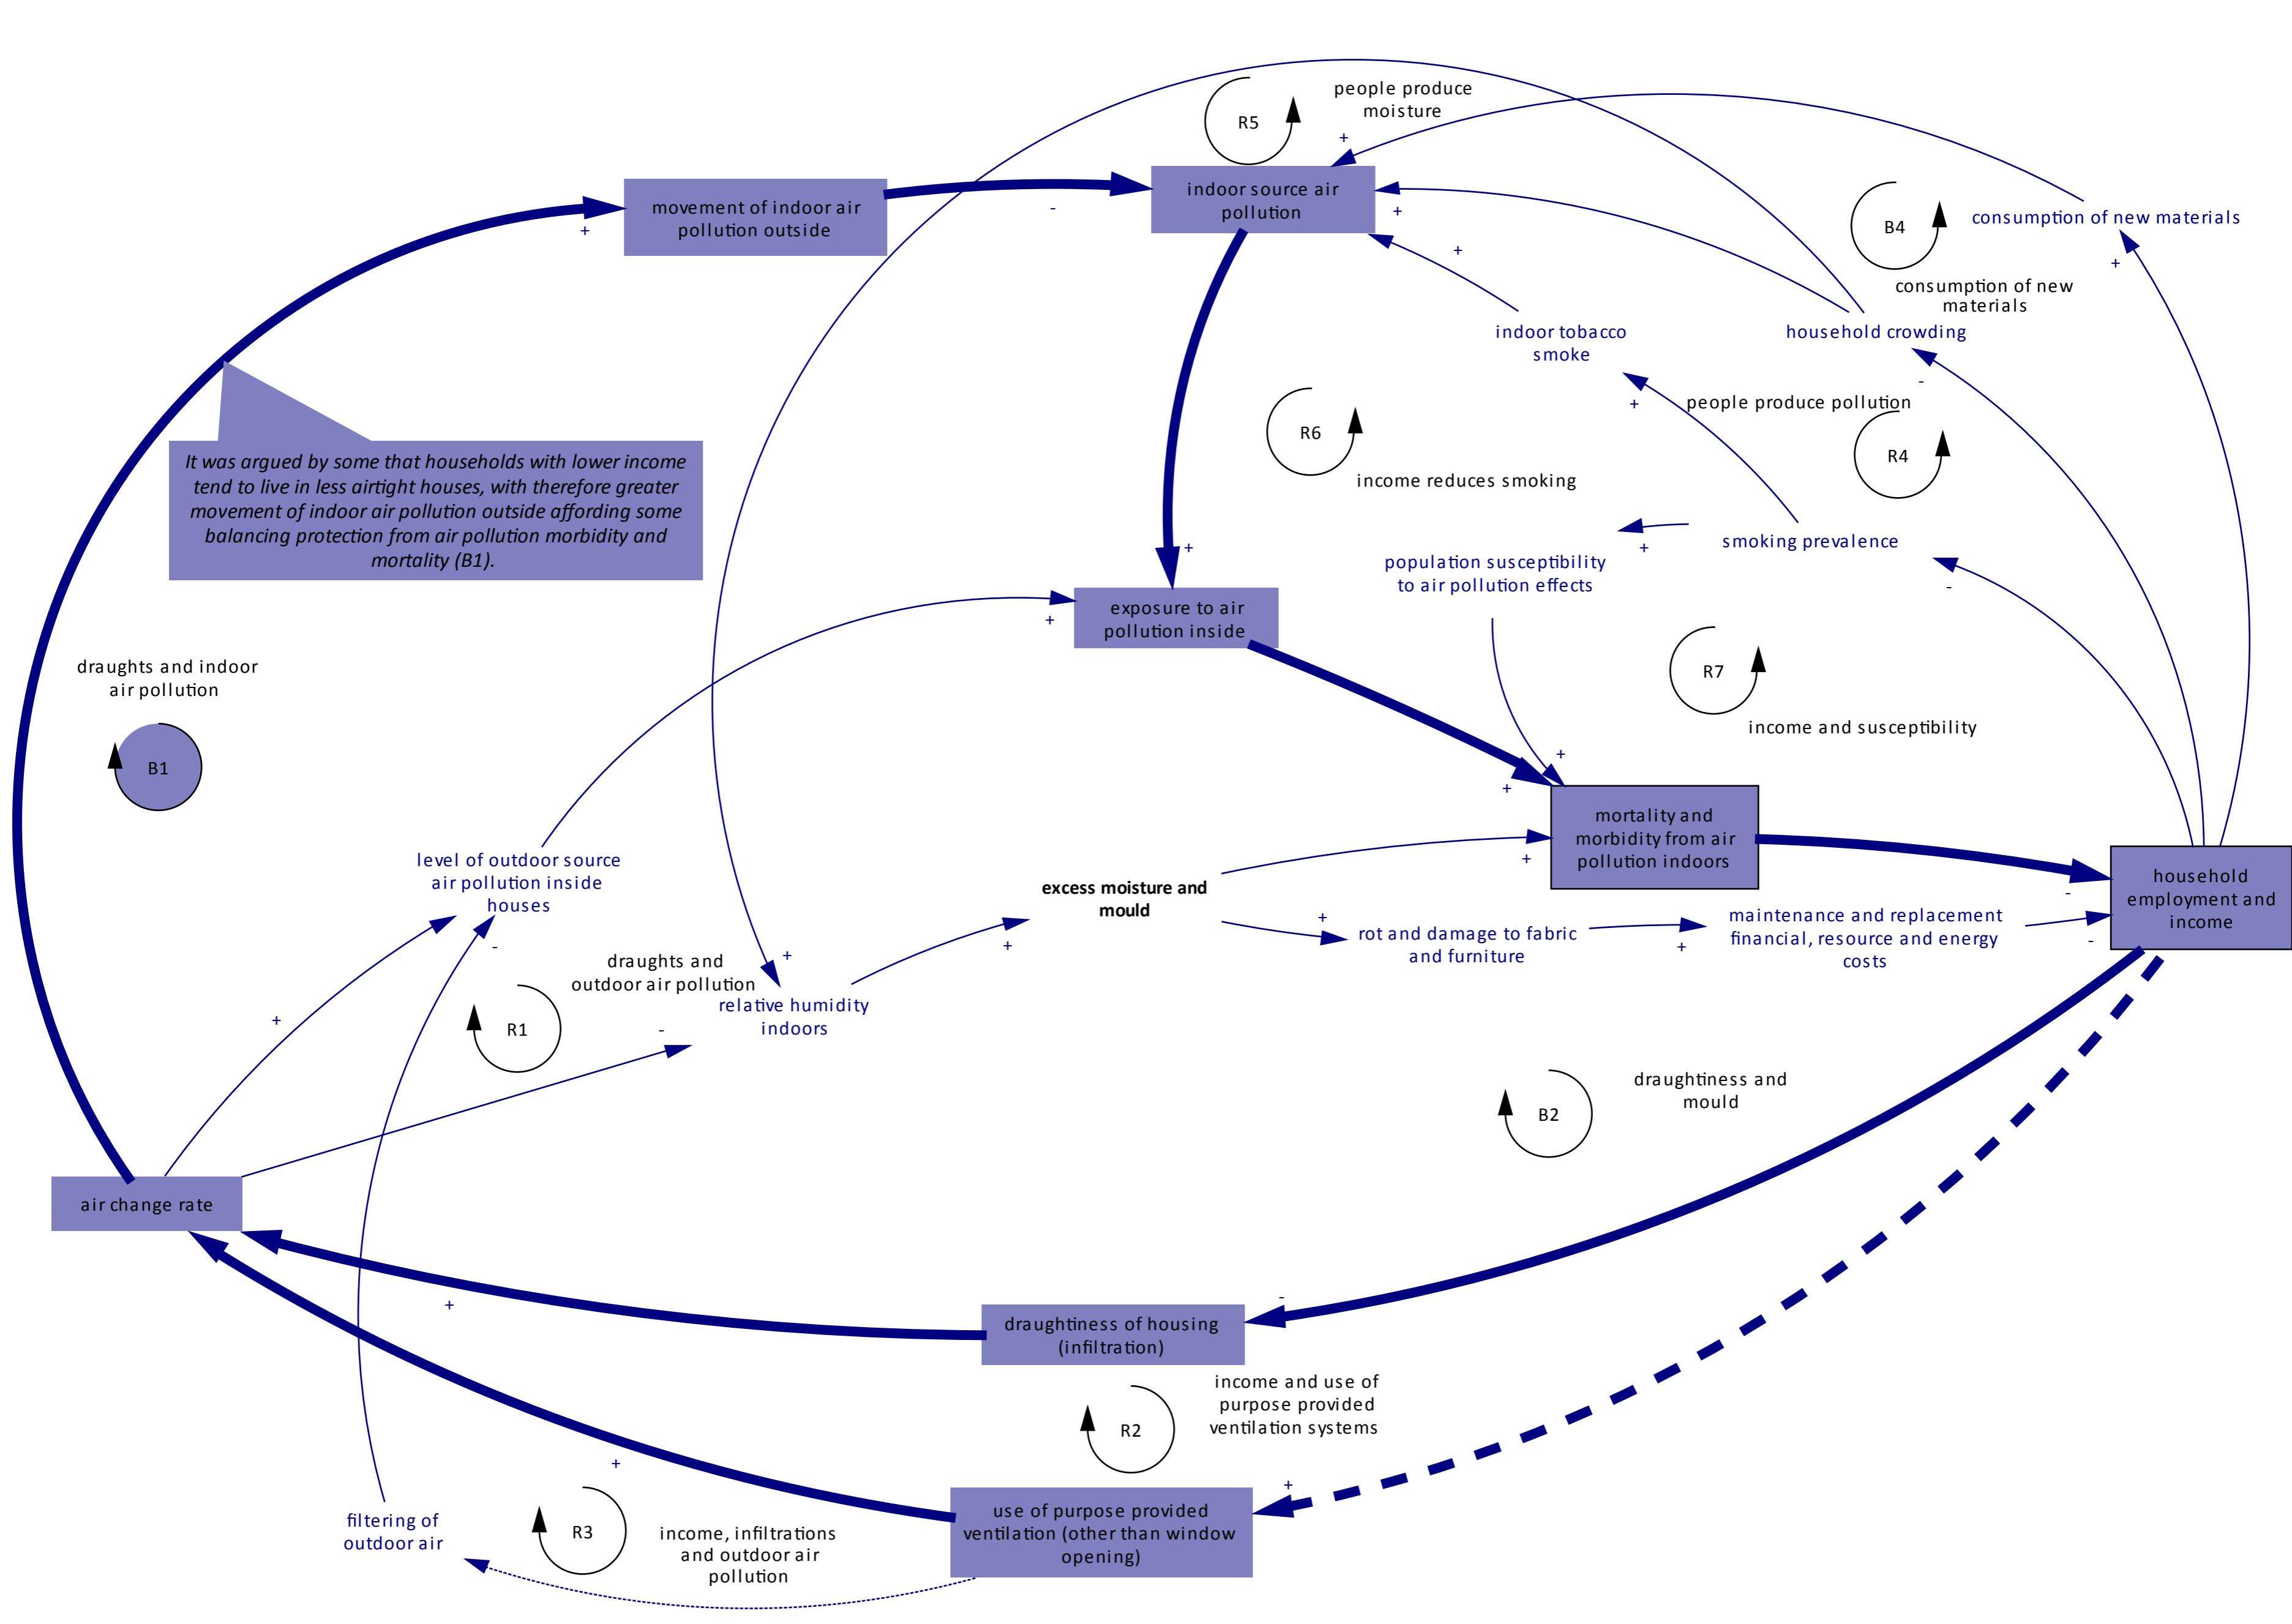 people produce
moisture
R5
+
indoor source air
pollution
movement of indoor air
pollution outside
+
-
+
B4
consumption of new materials
+
+
consumption of new
materials
indoor tobacco
smoke
household crowding
-
+
people produce pollution
R4
R6
income reduces smoking
It was argued by some that households with lower income
tend to live in less airtight houses, with therefore greater
movement of indoor air pollution outside affording some
balancing protection from air pollution morbidity and
mortality (B1).
+
+
smoking prevalence
population susceptibility
to air pollution effects
-
exposure to air
pollution inside
+
draughts and indoor
air pollution
B1
R7
income and susceptibility
+
+
mortality and
morbidity from air
pollution indoors
+
level of outdoor source
air pollution inside
houses
-
excess moisture and
mould
household
employment and
income
-
+
rot and damage to fabric
and furniture
+
maintenance and replacement
financial, resource and energy
costs
-
+
draughts and
outdoor air pollution
+
relative humidity
indoors
+
R1
-
draughtiness and
mould
B2
air change rate
+
-
draughtiness of housing
(infiltration)
income and use of
purpose provided
ventilation systems
R2
+
+
use of purpose provided
ventilation (other than window
opening)
filtering of
outdoor air
R3
income, infiltrations
and outdoor air
pollution